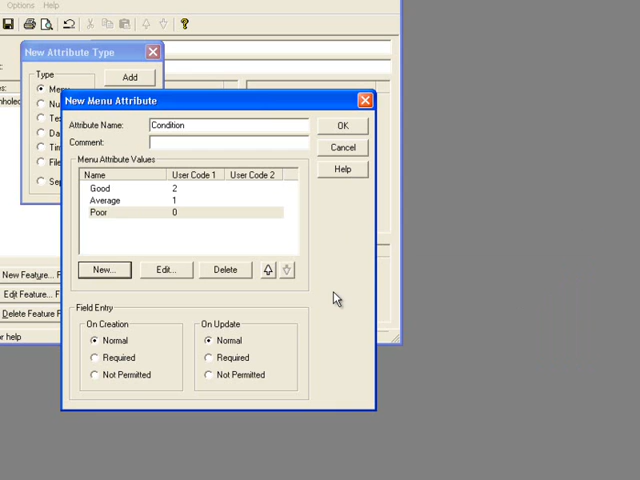 Options Help
New Attribute Type
Type
Add
New Menu Attribute
Attribute Name: Condition
OK
Comment:
Cancel
Menu Attribute Values
Help
Name User Code 1 User Code 2
Good 2
Average 1
Poor 0
New... Edit... Delete
New Feature... F
Edit Feature... F
Delete Feature F
Field Entry
On Creation On Update
Normal Normal
Required Required
Not Permitted Not Permitted
or help